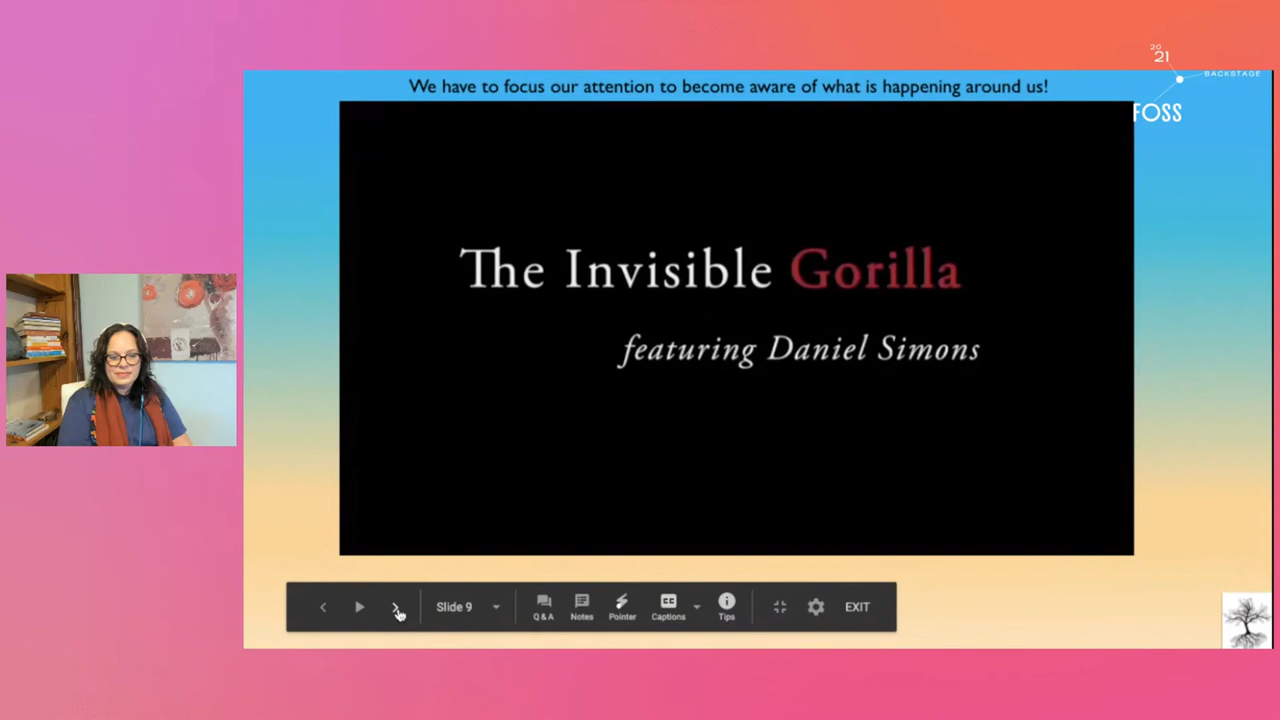 20
21
BACKSTAGE
FOSS
We have to focus our attention to become aware of what is happening around us!
The Invisible Gorilla
featuring Daniel Simons
Slide 9
Q & A
Notes
Pointer
CC
Captions
Tips
EXIT